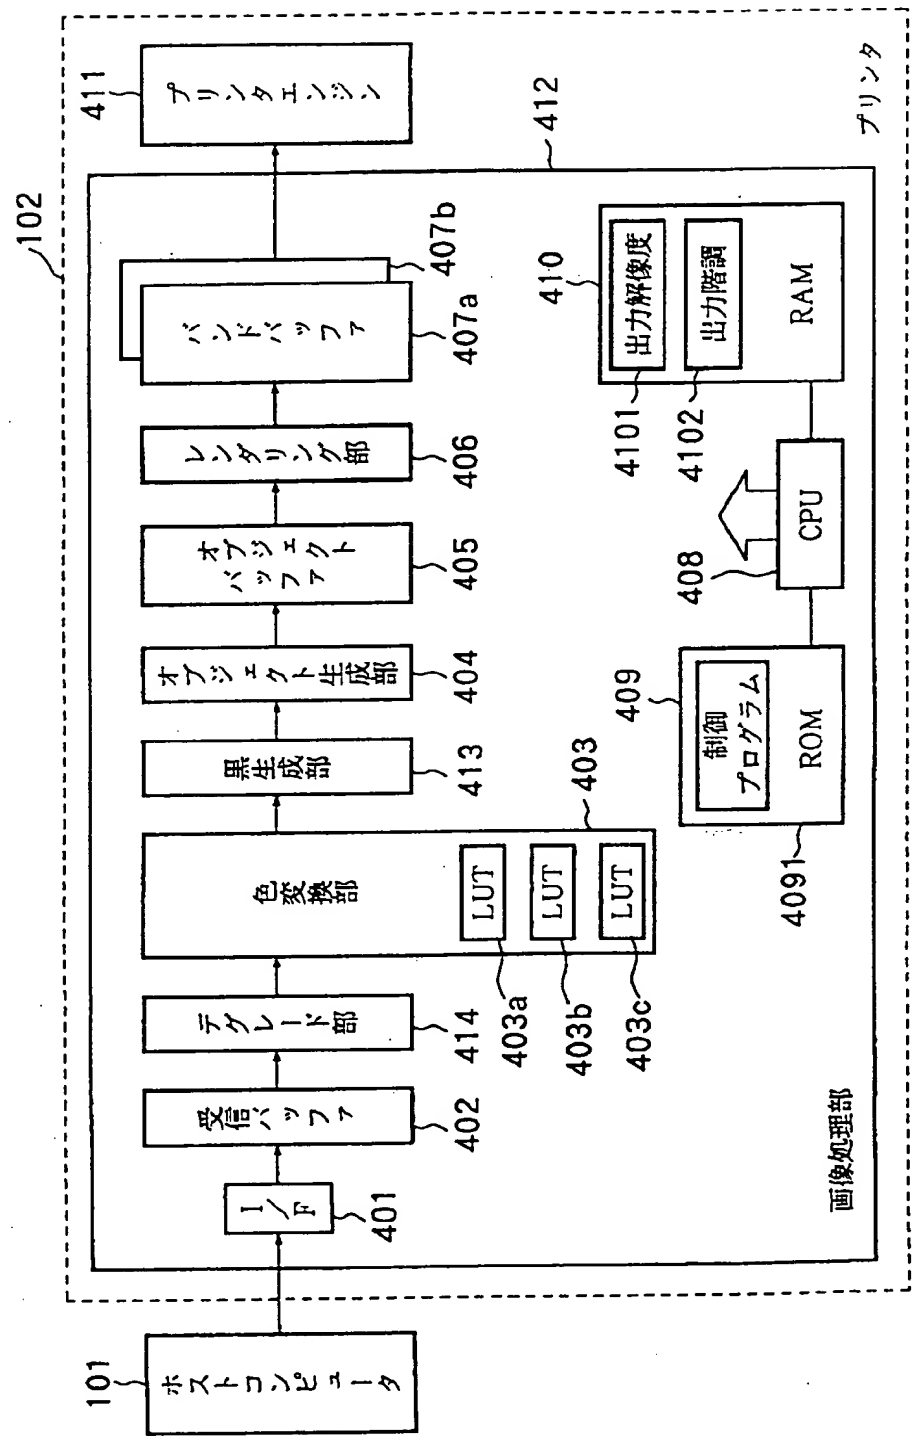 102
プリンタ
411
プリンタエンジン
412
画像処理部
101
ホストコンピュータ
I/F
401
受信バッファ
402
デグレード部
414
色変換部
403
LUT
403a
LUT
403b
LUT
403c
黒生成部
413
オブジェクト生成部
404
オブジェクト
バッファ
405
レンダリング部
406
バンドバッファ
407a
407b
409
制御
プログラム
ROM
4091
408
CPU
410
出力解像度
4101
出力階調
4102
RAM